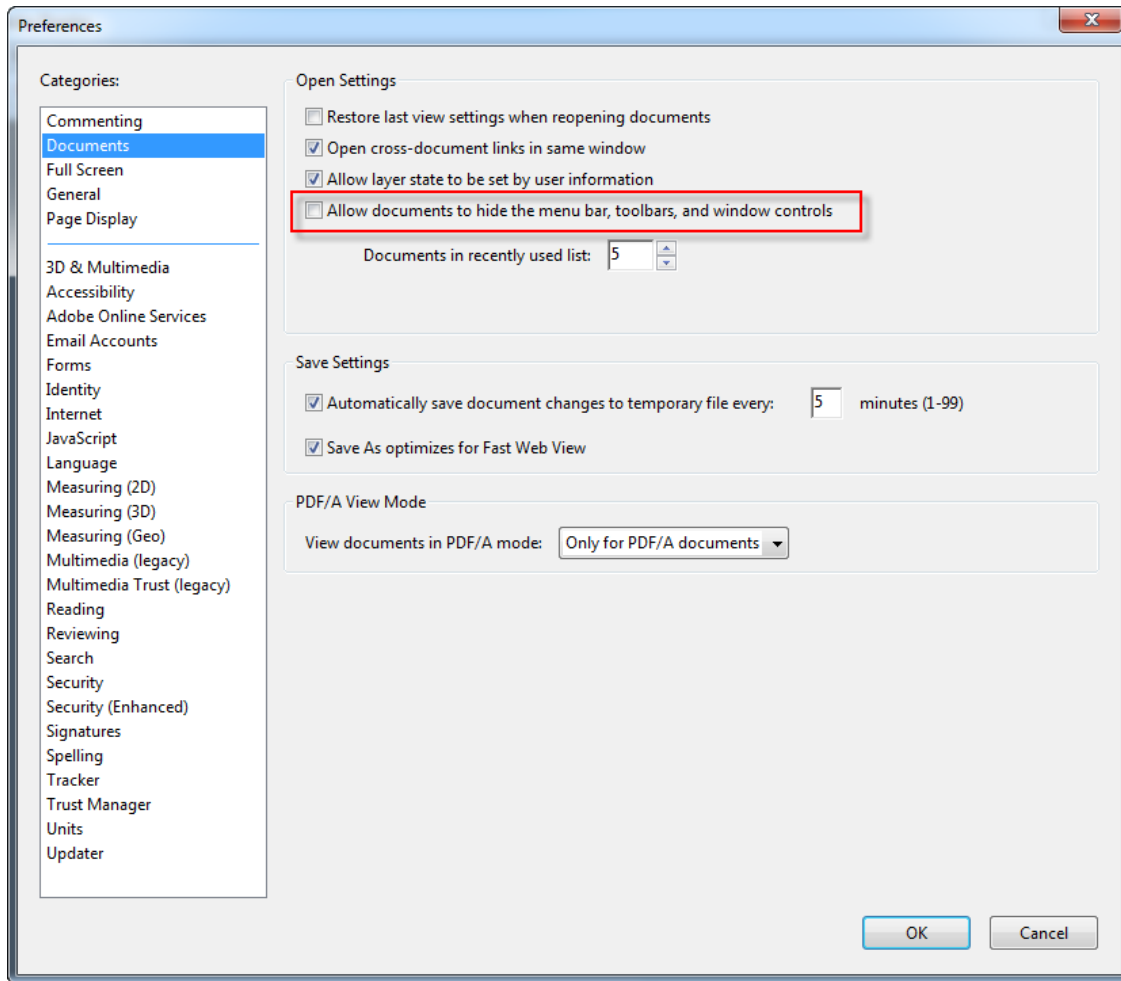 Preferences
Categories:
Commenting
Documents
Full Screen
General
Page Display
3D & Multimedia
Accessibility
Adobe Online Services
Email Accounts
Forms
Identity
Internet
JavaScript
Language
Measuring (2D)
Measuring (3D)
Measuring (Geo)
Multimedia (legacy)
Multimedia Trust (legacy)
Reading
Reviewing
Search
Security
Security (Enhanced)
Signatures
Spelling
Tracker
Trust Manager
Units
Updater
Open Settings
Restore last view settings when reopening documents
Open cross-document links in same window
Allow layer state to be set by user information
Allow documents to hide the menu bar, toolbars, and window controls
Documents in recently used list: 5
Save Settings
Automatically save document changes to temporary file every: 5 minutes (1-99)
Save As optimizes for Fast Web View
PDF/A View Mode
View documents in PDF/A mode: Only for PDF/A documents
OK Cancel